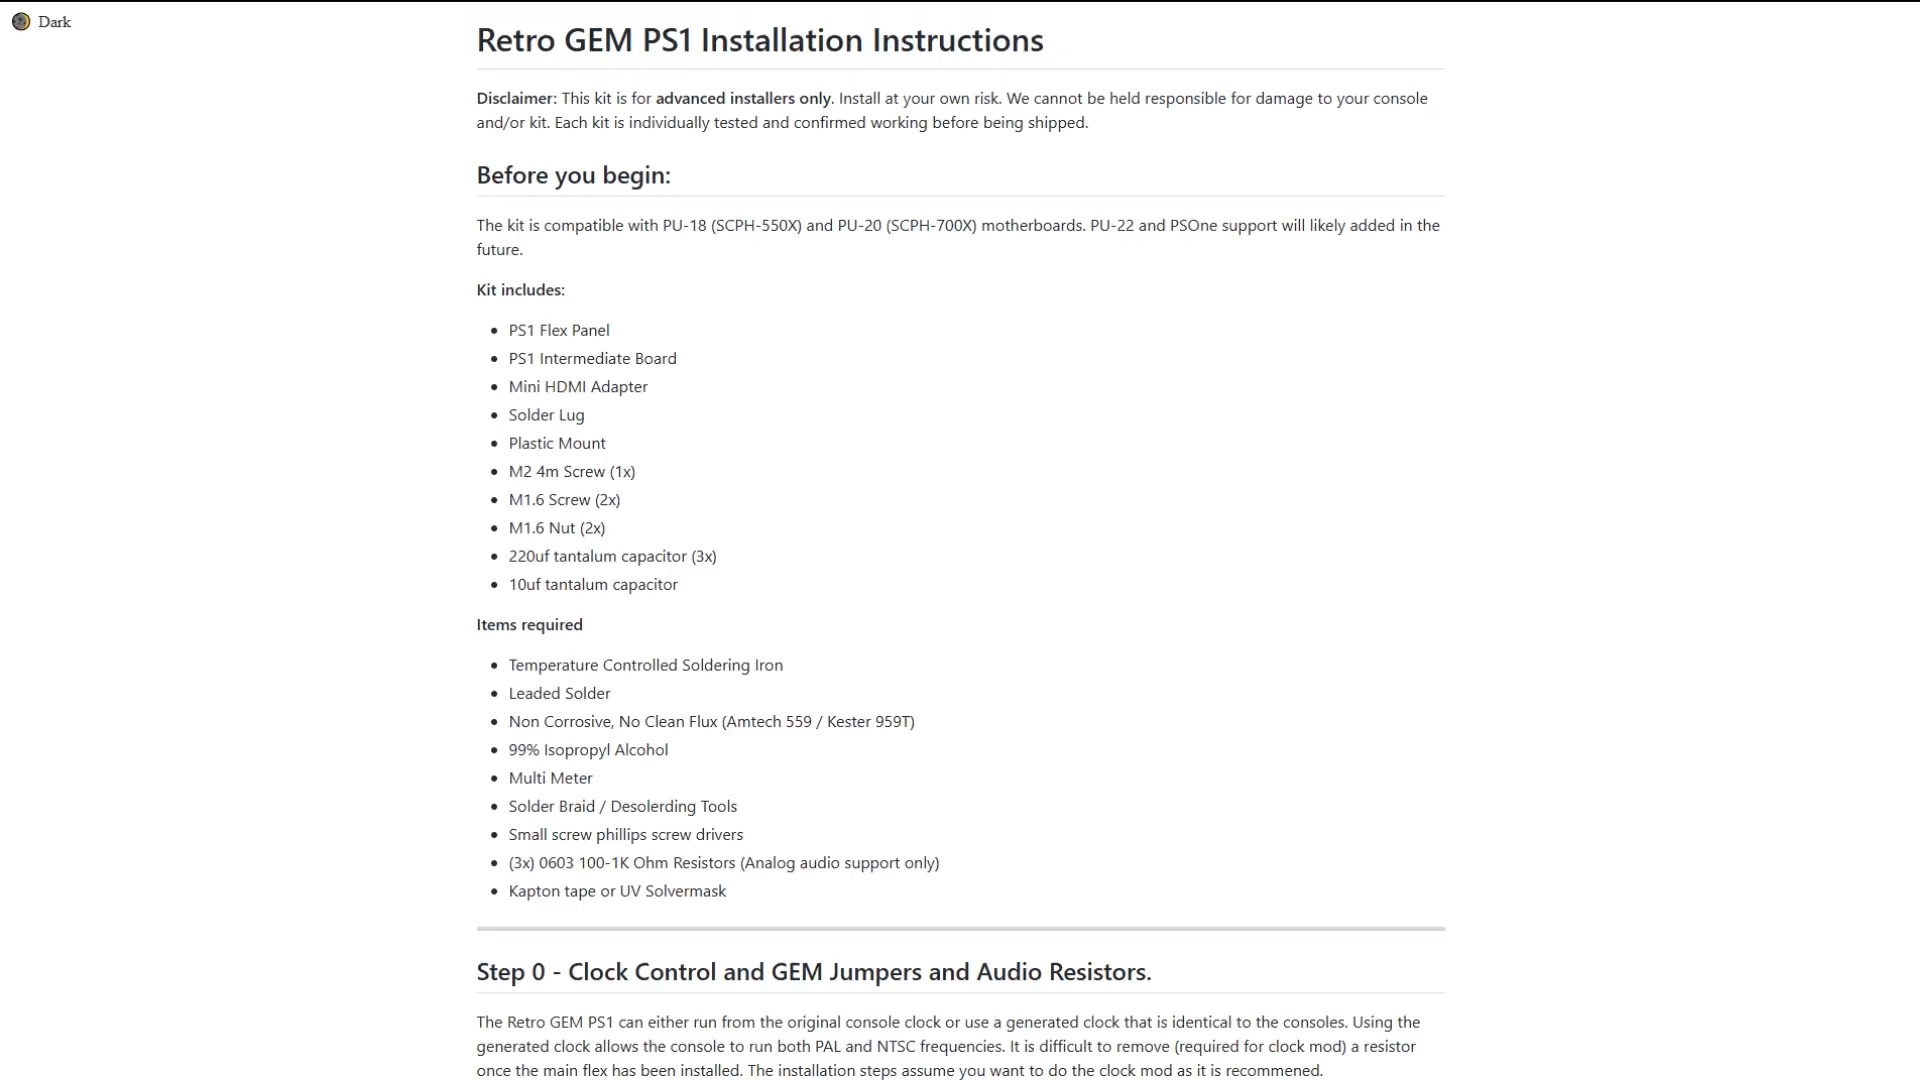 Dark
Retro GEM PS1 Installation Instructions
Disclaimer: This kit is for advanced installers only. Install at your own risk. We cannot be held responsible for damage to your console
and/or kit. Each kit is individually tested and confirmed working before being shipped.
Before you begin:
The kit is compatible with PU-18 (SCPH-550X) and PU-20 (SCPH-700X) motherboards. PU-22 and PSOne support will likely added in the
future.
Kit includes:
• PS1 Flex Panel
• PS1 Intermediate Board
• Mini HDMI Adapter
• Solder Lug
• Plastic Mount
• M2 4m Screw (1x)
• M1.6 Screw (2x)
• M1.6 Nut (2x)
• 220uf tantalum capacitor (3x)
• 10uf tantalum capacitor
Items required
• Temperature Controlled Soldering Iron
• Leaded Solder
• Non Corrosive, No Clean Flux (Amtech 559 / Kester 959T)
• 99% Isopropyl Alcohol
• Multi Meter
• Solder Braid / Desolerding Tools
• Small screw phillips screw drivers
• (3x) 0603 100-1K Ohm Resistors (Analog audio support only)
• Kapton tape or UV Solvermask
Step 0 - Clock Control and GEM Jumpers and Audio Resistors.
The Retro GEM PS1 can either run from the original console clock or use a generated clock that is identical to the consoles. Using the
generated clock allows the console to run both PAL and NTSC frequencies. It is difficult to remove (required for clock mod) a resistor
once the main flex has been installed. The installation steps assume you want to do the clock mod as it is recommened.